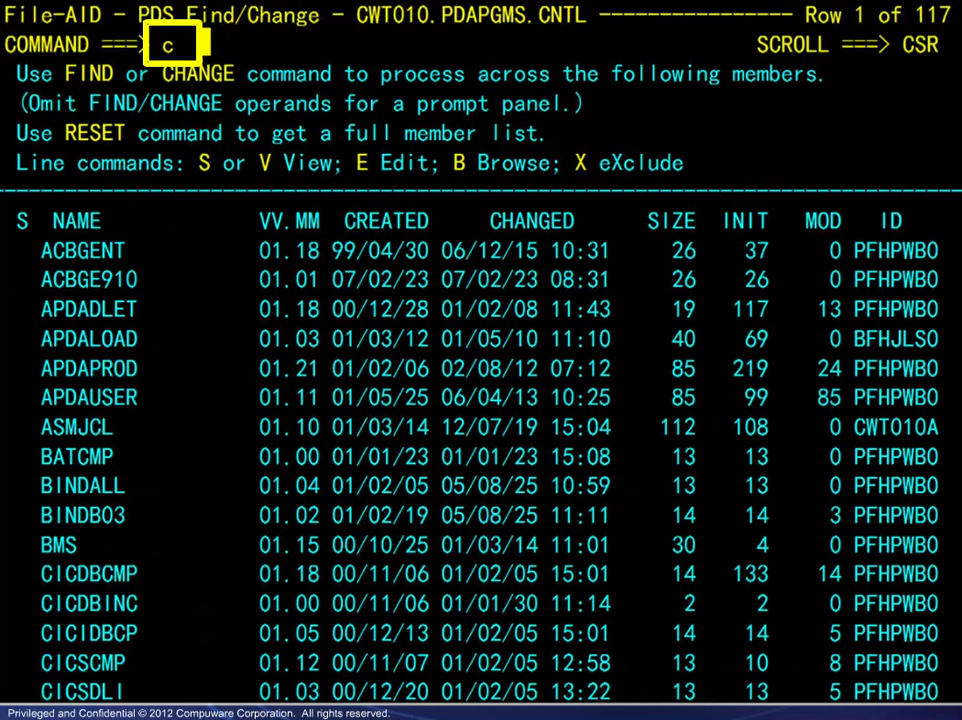 File-AID - PDS Find/Change - CWT010.PDAPGMS.CNTL ---------------- Row 1 of 117
COMMAND ===> c SCROLL ===> CSR
Use FIND or CHANGE command to process across the following members.
(Omit FIND/CHANGE operands for a prompt panel.)
Use RESET command to get a full member list.
Line commands: S or V View; E Edit; B Browse; X eXclude
--------------------------------------------------------------------------------
S NAME VV.MM CREATED CHANGED SIZE INIT MOD ID
ACBGENT 01.18 99/04/30 06/12/15 10:31 26 37 0 PFHPWB0
ACBGE910 01.01 07/02/23 07/02/23 08:31 26 26 0 PFHPWB0
APDADLET 01.18 00/12/28 01/02/08 11:43 19 117 13 PFHPWB0
APDALOAD 01.03 01/03/12 01/05/10 11:10 40 69 0 BFHJLS0
APDAPROD 01.21 01/02/06 02/08/12 07:12 85 219 24 PFHPWB0
APDAUSER 01.11 01/05/25 06/04/13 10:25 85 99 85 PFHPWB0
ASMJCL 01.10 01/03/14 12/07/19 15:04 112 108 0 CWT010A
BATCMP 01.00 01/01/23 01/01/23 15:08 13 13 0 PFHPWB0
BINDALL 01.04 01/02/05 05/08/25 10:59 13 13 0 PFHPWB0
BINDB03 01.02 01/02/19 05/08/25 11:11 14 14 3 PFHPWB0
BMS 01.15 00/10/25 01/03/14 11:01 30 4 0 PFHPWB0
CICDBCMP 01.18 00/11/06 01/02/05 15:01 14 133 14 PFHPWB0
CICDBINC 01.00 00/11/06 01/01/30 11:14 2 2 0 PFHPWB0
CICIDBCP 01.05 00/12/13 01/02/05 15:01 14 14 5 PFHPWB0
CICSCMP 01.12 00/11/07 01/02/05 12:58 13 10 8 PFHPWB0
CICSDLI 01.03 00/12/20 01/02/05 13:22 13 13 5 PFHPWB0
Privileged and Confidential © 2012 Compuware Corporation. All rights reserved.